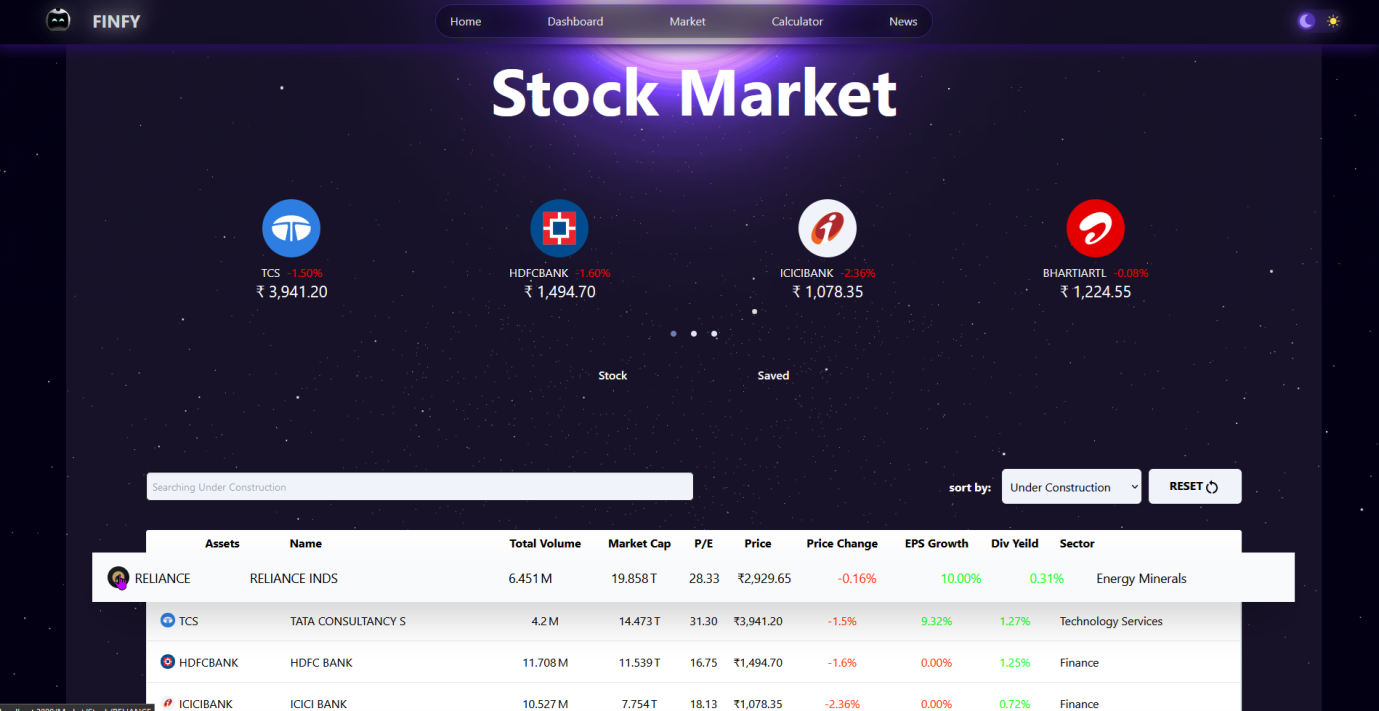 FINFY Home Dashboard Market Calculator News
Stock Market
TCS -1.50% HDFCBANK -1.60% ICICIBANK -2.36% BHARTIARTL -0.08%
₹ 3,941.20 ₹ 1,494.70 ₹ 1,078.35 ₹ 1,224.55
Stock Saved
Searching Under Construction sort by: Under Construction RESET
Assets Name Total Volume Market Cap P/E Price Price Change EPS Growth Div Yeild Sector
RELIANCE RELIANCE INDS 6.451 M 19.858 T 28.33 ₹2,929.65 -0.16% 10.00% 0.31% Energy Minerals
TCS TATA CONSULTANCY S 4.2 M 14.473 T 31.30 ₹3,941.20 -1.5% 9.32% 1.27% Technology Services
HDFCBANK HDFC BANK 11.708 M 11.539 T 16.75 ₹1,494.70 -1.6% 0.00% 1.25% Finance
ICICIBANK ICICI BANK 10.527 M 7.754 T 18.13 ₹1,078.35 -2.36% 0.00% 0.72% Finance